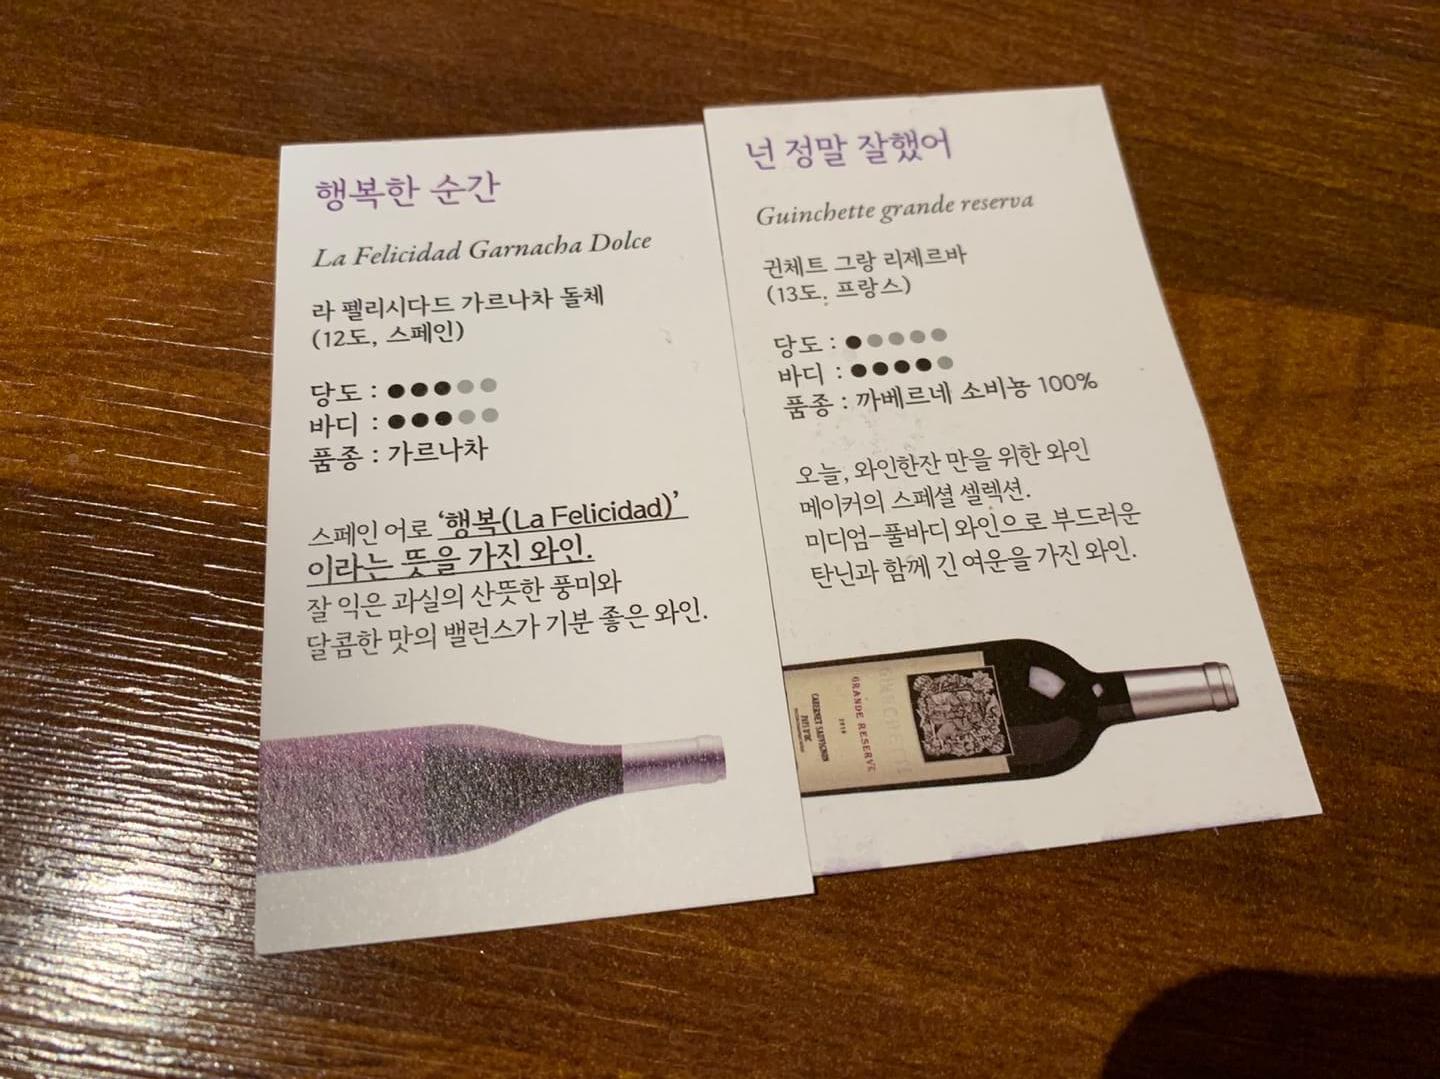 행복한 순간
La Felicidad Garnacha Dolce
라 펠리시다드 가르나차 돌체
(12도, 스페인)
당도 : ●●●●●
바디 : ●●●●●
품종 : 가르나차
스페인어로 ‘행복(La Felicidad)’
이라는 뜻을 가진 와인.
잘 익은 과실의 산뜻한 풍미와
달콤한 맛의 밸런스가 기분 좋은 와인.
넌 정말 잘했어
Guinchette grande reserva
귄체트 그랑 리제르바
(13도, 프랑스)
당도 : ●●●●●
바디 : ●●●●●
품종 : 까베르네 소비뇽 100%
오늘, 와인한잔 만을 위한 와인
메이커의 스페셜 셀렉션.
미디엄-풀바디 와인으로 부드러운
탄닌과 함께 긴 여운을 가진 와인.
GUINCHETTE
GRANDE RESERVE
2019
CABERNET SAUVIGNON
PAYS D'OC